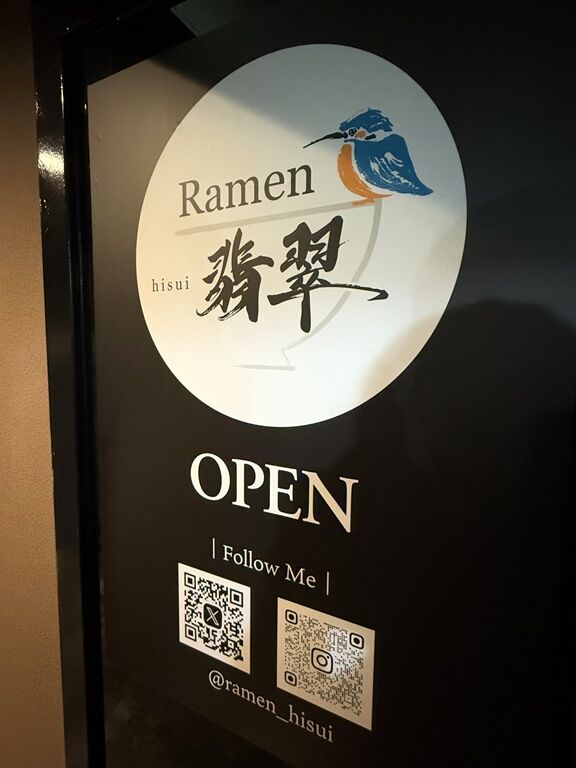 Ramen
hisui 翡翠
OPEN
| Follow Me |
@ramen_hisui